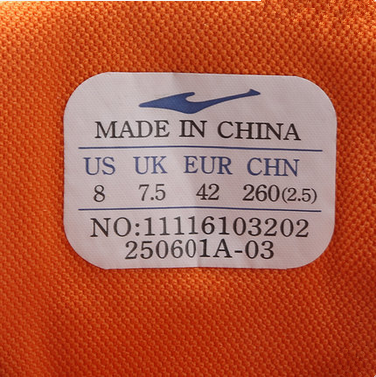 MADE IN CHINA
US UK EUR CHN
8 7.5 42 260(2.5)
NO:11116103202
250601A-03